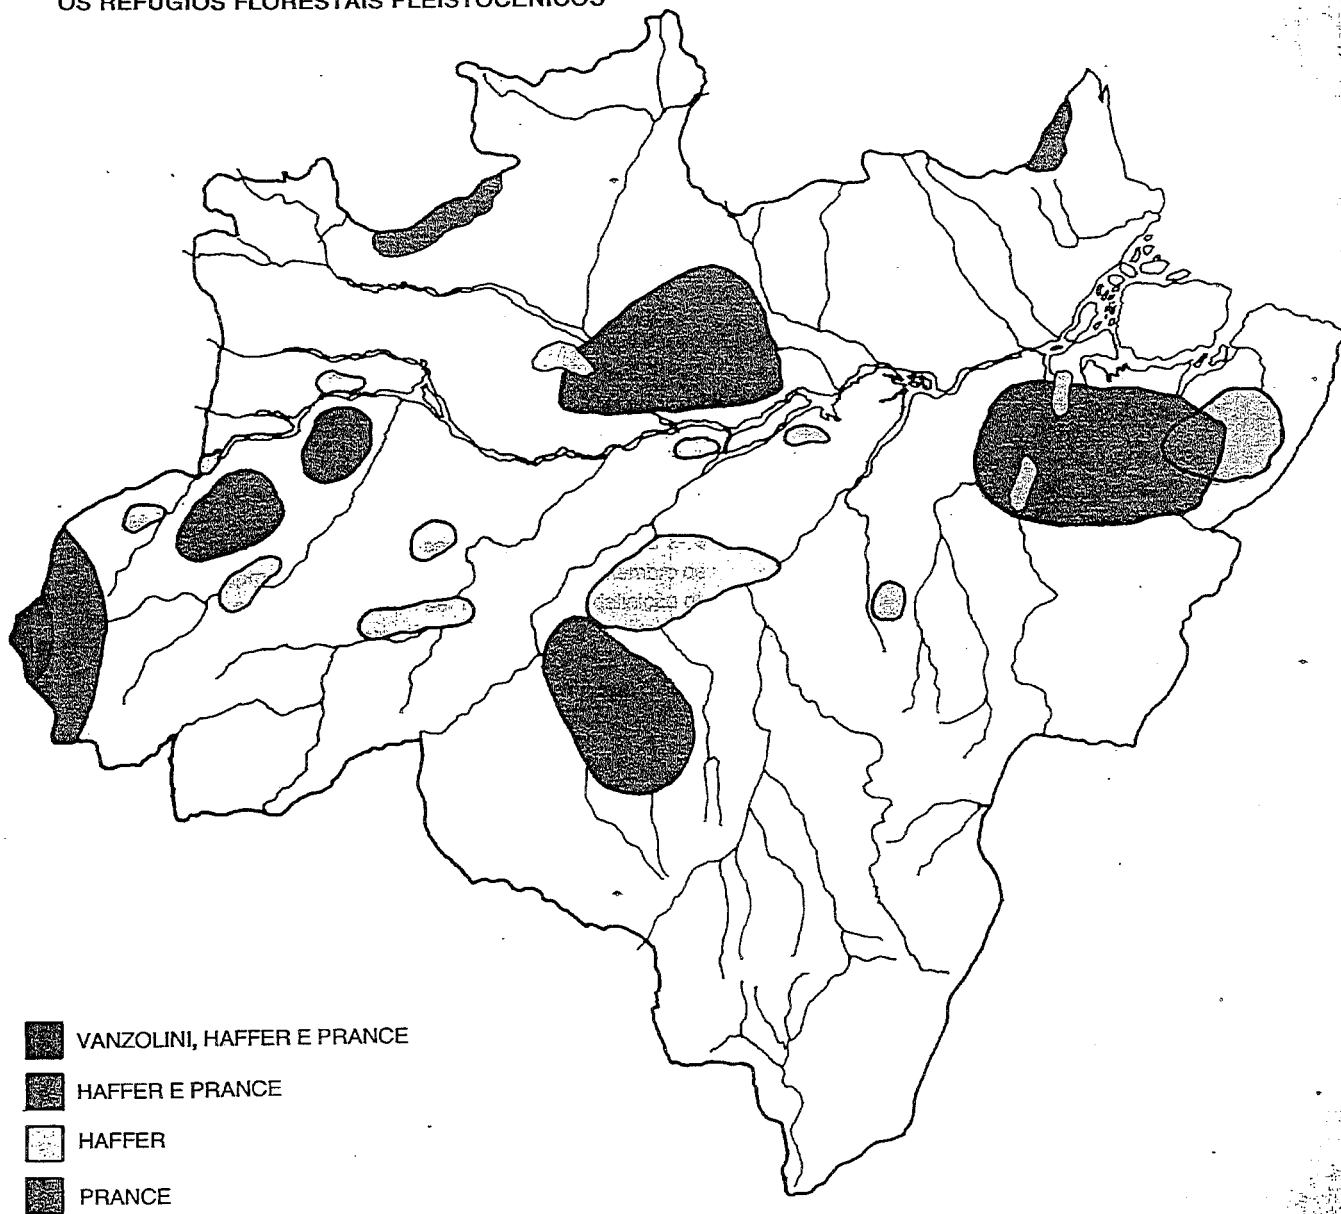 OS REFÚGIOS FLORESTAIS PLEISTOCÊNICOS
VANZOLINI, HAFFER E PRANCE
HAFFER E PRANCE
HAFFER
PRANCE